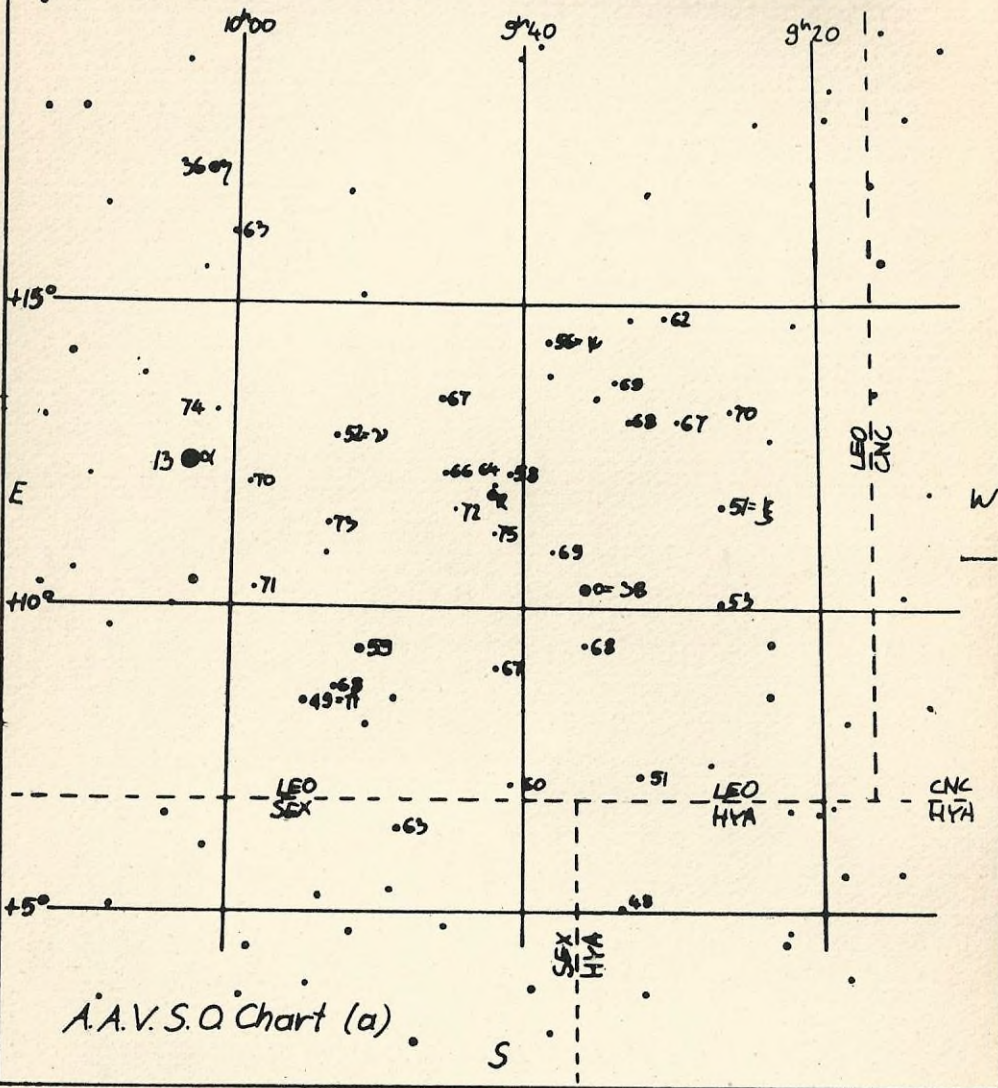 10ʰ00 9ʰ40 9ʰ20
36 η
63
+15°
62
56=ψ
69
67
74
68 67 70
52=ν
LEO
CNC
13 α
70
66 64 58
E
R
72
51=ξ
W
73
75
69
71
o=38
+10°
53
59
68
67
68
49=π
60
51
LEO
SEX
LEO
HYA
CNC
HYA
63
+5°
48
SEX
HYA
A.A.V.S.O. Chart (a)
S